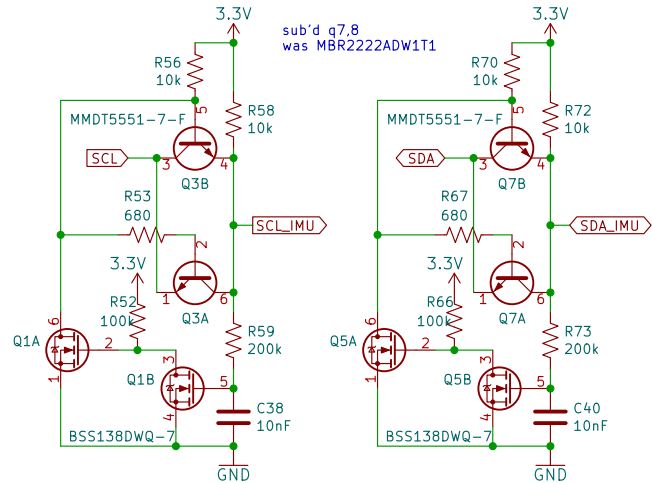 3.3V
sub'd q7,8
was MBR2222ADW1T1
3.3V
R56
10k
R58
10k
MMDT5551-7-F
5
SCL
3
4
Q3B
R53
680
2
SCL_IMU
3.3V
1
6
Q3A
R52
100k
R59
200k
6
Q1A
2
1
3
Q1B
5
4
C38
10nF
BSS138DWQ-7
GND
R70
10k
R72
10k
MMDT5551-7-F
5
SDA
3
4
Q7B
R67
680
2
SDA_IMU
3.3V
1
6
Q7A
R66
100k
R73
200k
6
Q5A
2
1
3
Q5B
5
4
C40
10nF
BSS138DWQ-7
GND